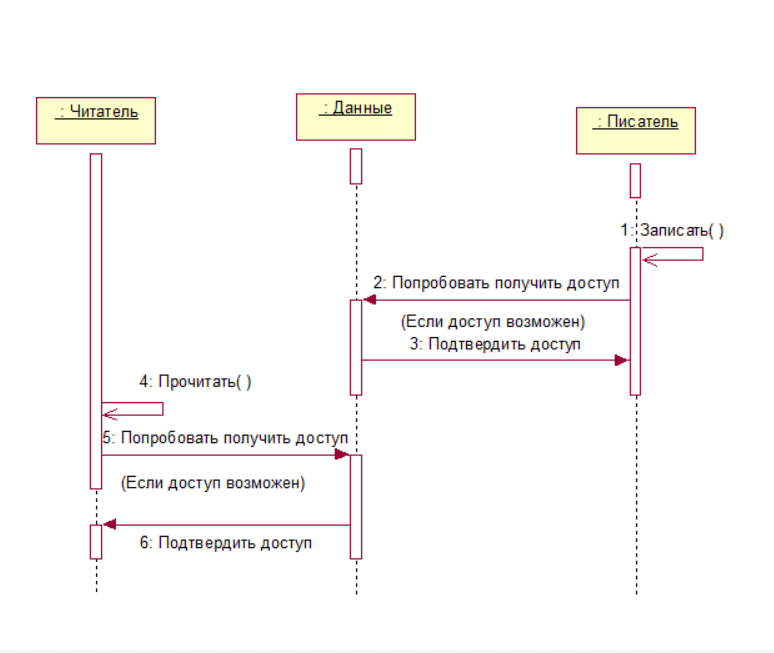 : Читатель
: Данные
: Писатель
1: Записать( )
2: Попробовать получить доступ
(Если доступ возможен)
3: Подтвердить доступ
4: Прочитать( )
5: Попробовать получить доступ
(Если доступ возможен)
6: Подтвердить доступ